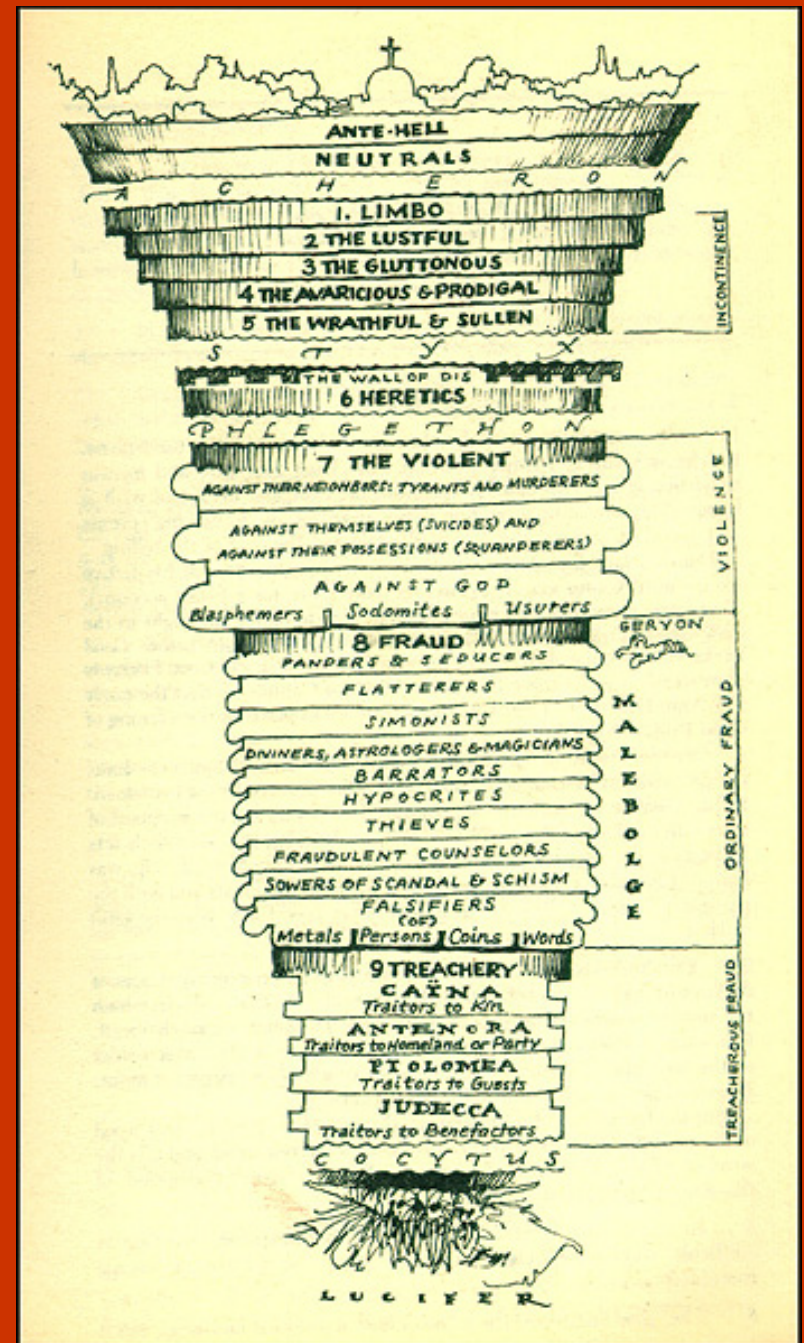 ANTE-HELL
NEUTRALS
ACHERON
1. LIMBO
2 THE LUSTFUL
3 THE GLUTTONOUS
4 THE AVARICIOUS & PRODIGAL
5 THE WRATHFUL & SULLEN
INCONTINENCE
STYX
THE WALL OF DIS
6 HERETICS
PHLEGETHON
7 THE VIOLENT
AGAINST THEIR NEIGHBORS: TYRANTS AND MURDERERS
AGAINST THEMSELVES (SUICIDES) AND
AGAINST THEIR POSSESSIONS (SQUANDERERS)
AGAINST GOD
Blasphemers Sodomites Usurers
VIOLENCE
8 FRAUD
GERYON
PANDERS & SEDUCERS
FLATTERERS
SIMONISTS
DIVINERS, ASTROLOGERS & MAGICIANS
BARRATORS
HYPOCRITES
THIEVES
FRAUDULENT COUNSELORS
SOWERS OF SCANDAL & SCHISM
FALSIFIERS
(OF)
Metals Persons Coins Words
MALEBOLGE
ORDINARY FRAUD
9 TREACHERY
CAÏNA
Traitors to Kin
ANTENORA
Traitors to Homeland or Party
PTOLOMEA
Traitors to Guests
JUDECCA
Traitors to Benefactors
TREACHEROUS FRAUD
COCYTUS
LUCIFER